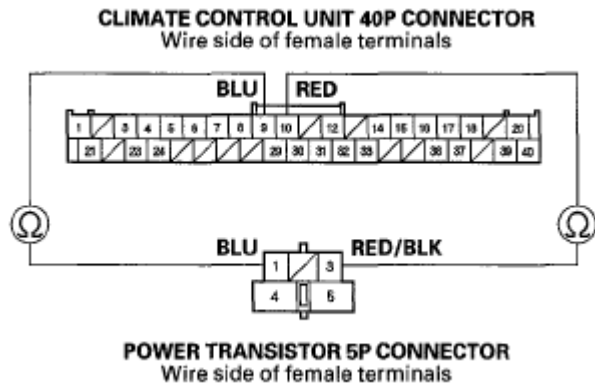 CLIMATE CONTROL UNIT 40P CONNECTOR
Wire side of female terminals
BLU RED
1 3 4 5 6 7 8 9 10 12 14 15 16 17 18 20
21 23 24 29 30 31 32 33 36 37 39 40
Ω Ω
BLU RED/BLK
1 3
4 5
POWER TRANSISTOR 5P CONNECTOR
Wire side of female terminals